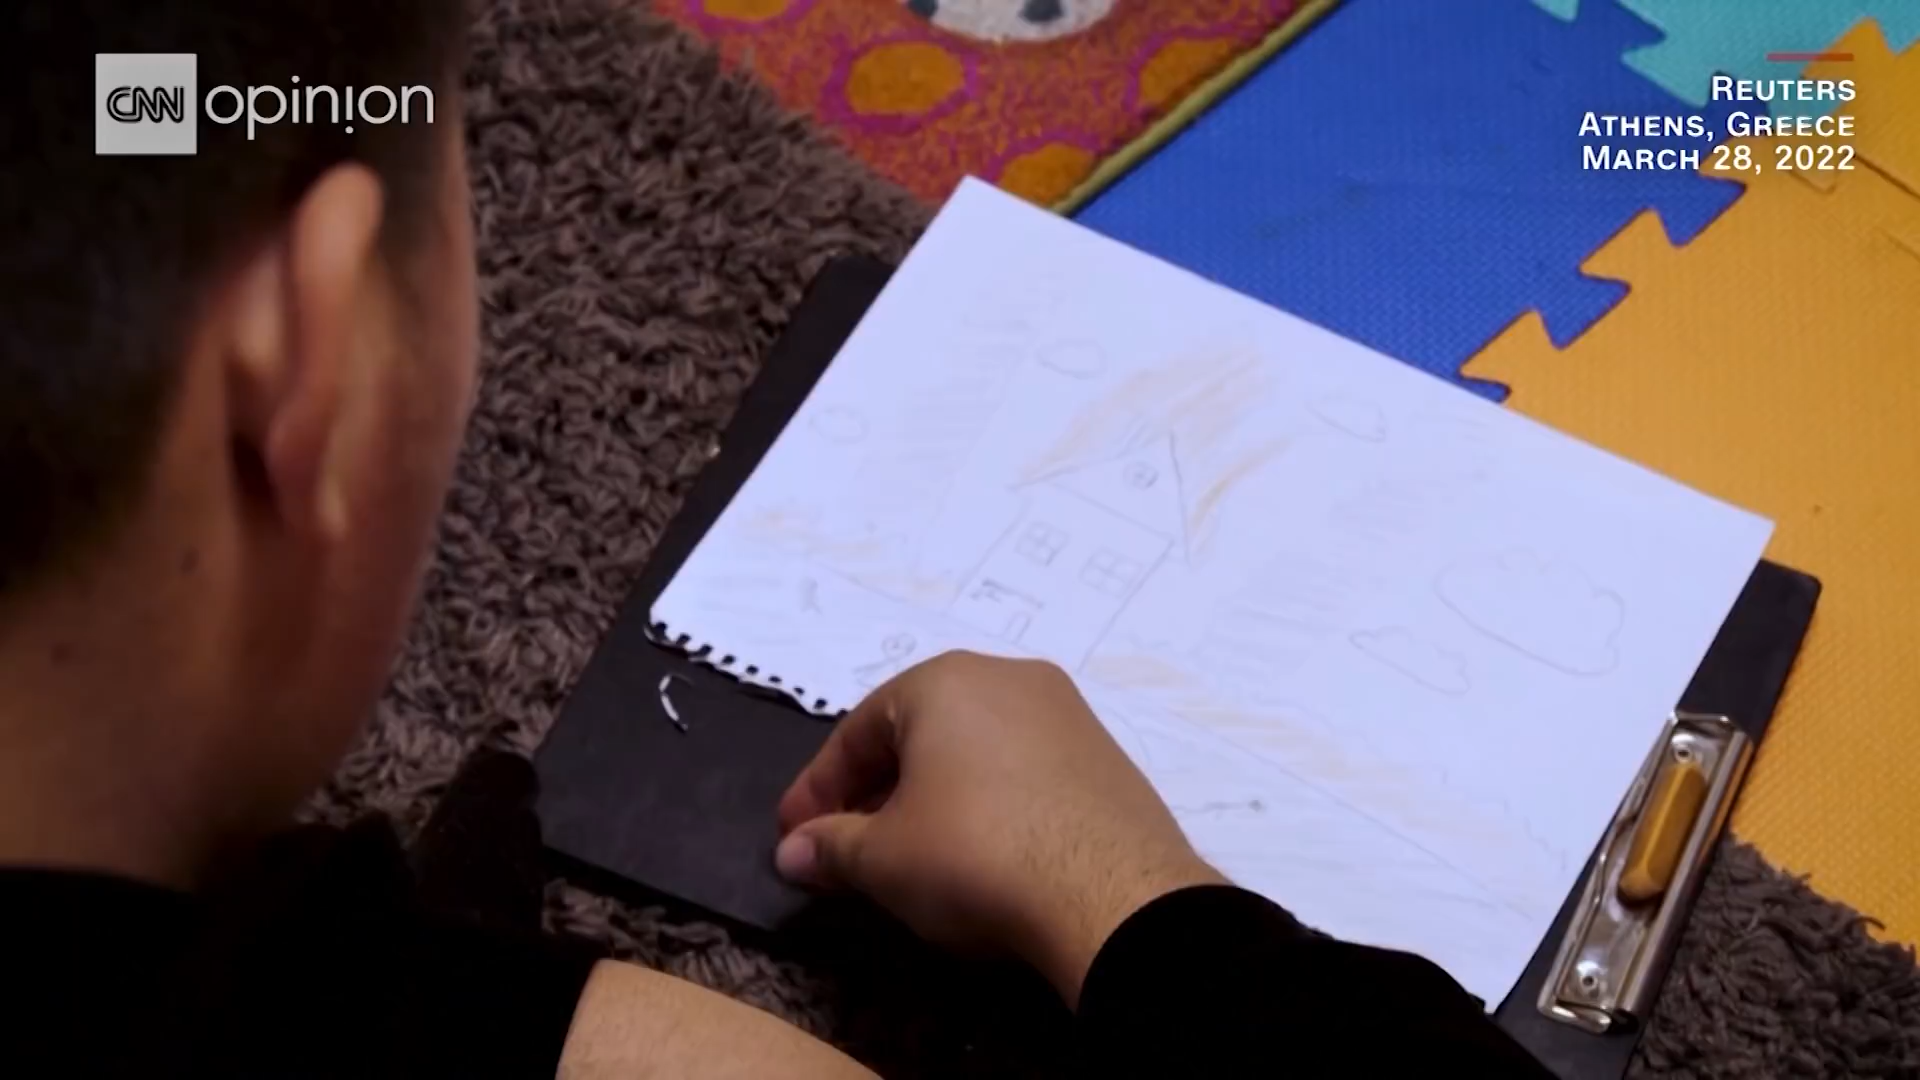 CNN opinion
REUTERS
ATHENS, GREECE
MARCH 28, 2022